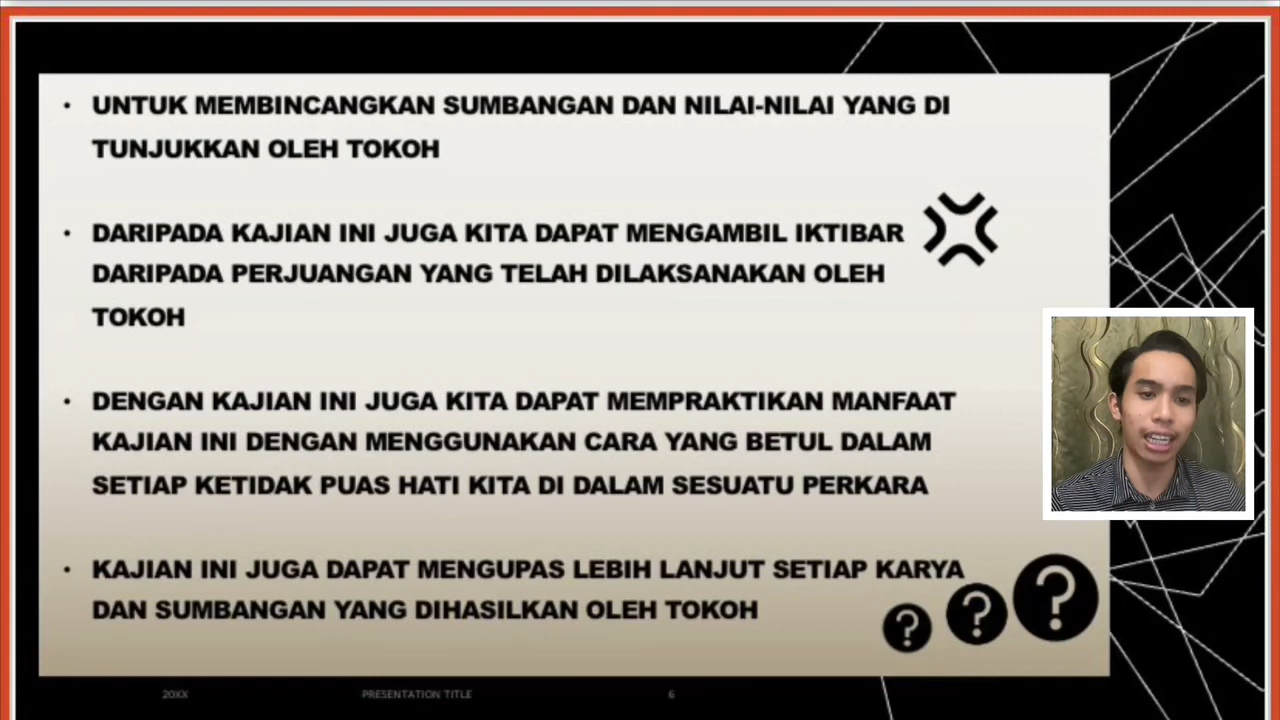 • UNTUK MEMBINCANGKAN SUMBANGAN DAN NILAI-NILAI YANG DI
TUNJUKKAN OLEH TOKOH
• DARIPADA KAJIAN INI JUGA KITA DAPAT MENGAMBIL IKTIBAR
DARIPADA PERJUANGAN YANG TELAH DILAKSANAKAN OLEH
TOKOH
• DENGAN KAJIAN INI JUGA KITA DAPAT MEMPRAKTIKAN MANFAAT
KAJIAN INI DENGAN MENGGUNAKAN CARA YANG BETUL DALAM
SETIAP KETIDAK PUAS HATI KITA DI DALAM SESUATU PERKARA
• KAJIAN INI JUGA DAPAT MENGUPAS LEBIH LANJUT SETIAP KARYA
DAN SUMBANGAN YANG DIHASILKAN OLEH TOKOH
? ? ?
20XX PRESENTATION TITLE 6